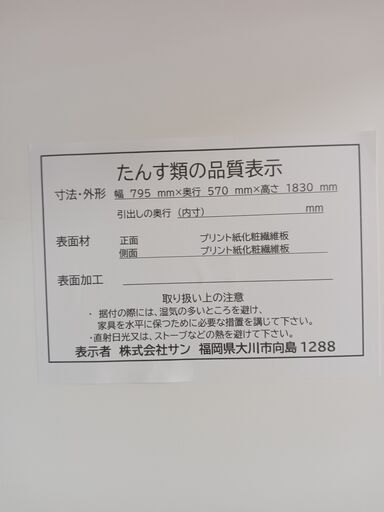 たんす類の品質表示
寸法・外形 幅 795 mm×奥行 570 mm×高さ 1830 mm
引出しの奥行(内寸) mm
表面材 正面 プリント紙化粧繊維板
側面 プリント紙化粧繊維板
表面加工
取り扱い上の注意
・ 据付の際には、湿気の多いところを避け、
家具を水平に保つために必要な措置を講じて下さい。
・直射日光又は、ストーブなどの熱を避けて下さい。
表示者 株式会社サン 福岡県大川市向島1288